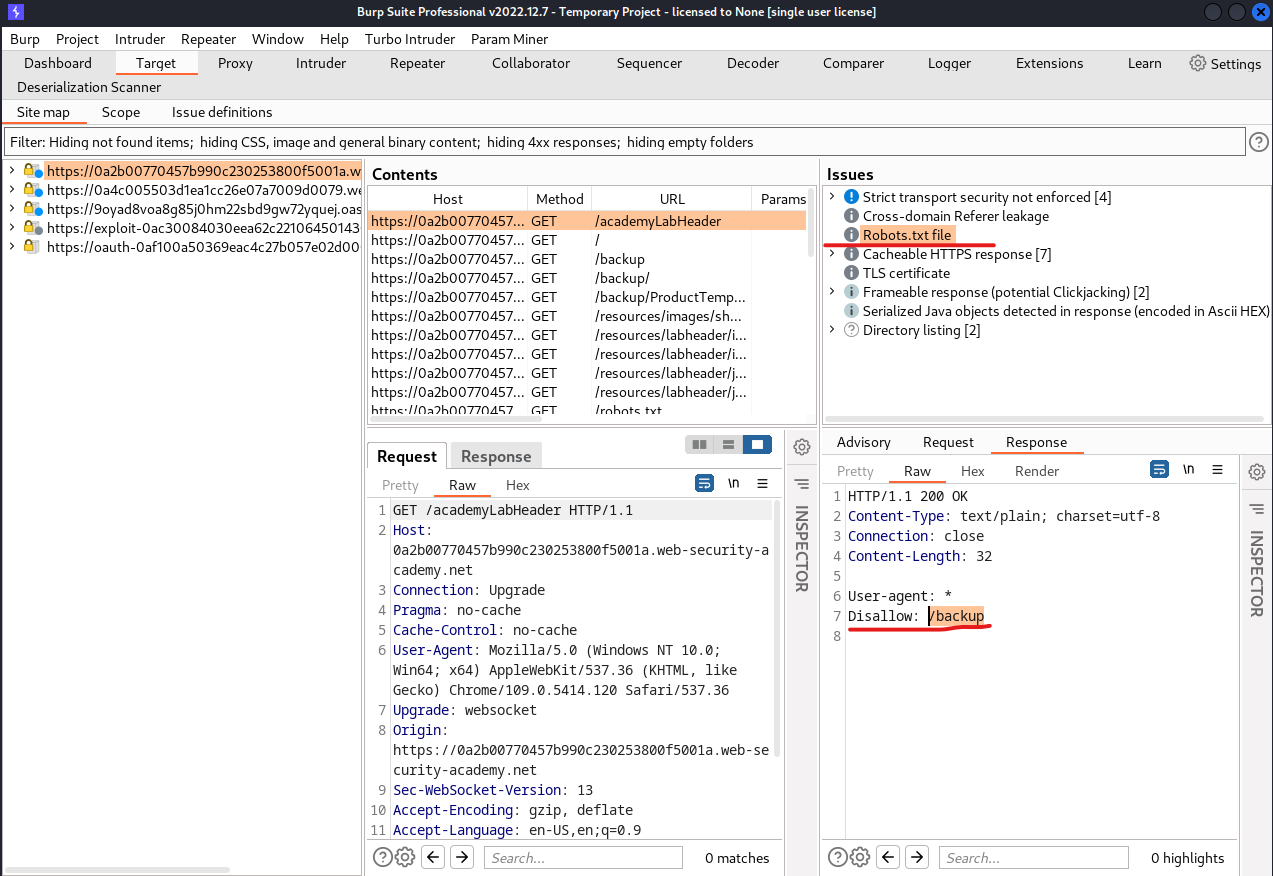 Burp Suite Professional v2022.12.7 - Temporary Project - licensed to None [single user license]
Burp Project Intruder Repeater Window Help Turbo Intruder Param Miner
Dashboard Target Proxy Intruder Repeater Collaborator Sequencer Decoder Comparer Logger Extensions Learn Settings
Deserialization Scanner
Site map Scope Issue definitions
Filter: Hiding not found items; hiding CSS, image and general binary content; hiding 4xx responses; hiding empty folders
https://0a2b00770457b990c230253800f5001a.w
https://0a4c005503d1ea1cc26e07a7009d0079.we
https://9oyad8voa8g85j0hm22sbd9gw72yquej.oas
https://exploit-0ac30084030eea62c22106450143
https://oauth-0af100a50369eac4c27b057e02d00
Contents
Host Method URL Params
https://0a2b00770457... GET /academyLabHeader
https://0a2b00770457... GET /
https://0a2b00770457... GET /backup
https://0a2b00770457... GET /backup/
https://0a2b00770457... GET /backup/ProductTemp...
https://0a2b00770457... GET /resources/images/sh...
https://0a2b00770457... GET /resources/labheader/i...
https://0a2b00770457... GET /resources/labheader/i...
https://0a2b00770457... GET /resources/labheader/j...
https://0a2b00770457... GET /resources/labheader/j...
https://0a2b00770457... GET /robots.txt
Issues
Strict transport security not enforced [4]
Cross-domain Referer leakage
Robots.txt file
Cacheable HTTPS response [7]
TLS certificate
Frameable response (potential Clickjacking) [2]
Serialized Java objects detected in response (encoded in Ascii HEX)
Directory listing [2]
Request Response
Pretty Raw Hex \n
1 GET /academyLabHeader HTTP/1.1
2 Host:
0a2b00770457b990c230253800f5001a.web-security-a
cademy.net
3 Connection: Upgrade
4 Pragma: no-cache
5 Cache-Control: no-cache
6 User-Agent: Mozilla/5.0 (Windows NT 10.0;
Win64; x64) AppleWebKit/537.36 (KHTML, like
Gecko) Chrome/109.0.5414.120 Safari/537.36
7 Upgrade: websocket
8 Origin:
https://0a2b00770457b990c230253800f5001a.web-se
curity-academy.net
9 Sec-WebSocket-Version: 13
10 Accept-Encoding: gzip, deflate
11 Accept-Language: en-US,en;q=0.9
Search... 0 matches
INSPECTOR
Advisory Request Response
Pretty Raw Hex Render \n
1 HTTP/1.1 200 OK
2 Content-Type: text/plain; charset=utf-8
3 Connection: close
4 Content-Length: 32
5
6 User-agent: *
7 Disallow: /backup
8
Search... 0 highlights
INSPECTOR